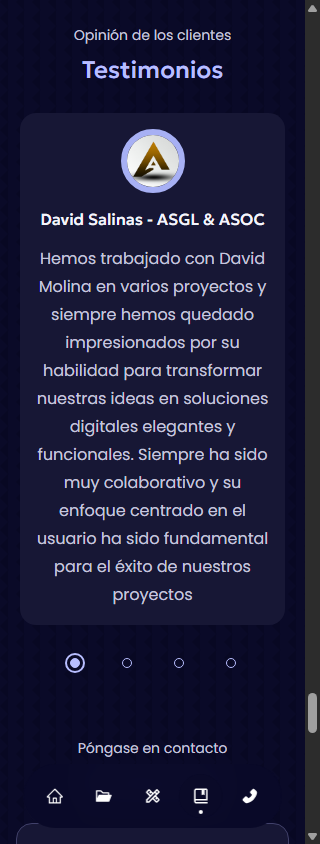 Opinión de los clientes
Testimonios
David Salinas - ASGL & ASOC
Hemos trabajado con David
Molina en varios proyectos y
siempre hemos quedado
impresionados por su
habilidad para transformar
nuestras ideas en soluciones
digitales elegantes y
funcionales. Siempre ha sido
muy colaborativo y su
enfoque centrado en el
usuario ha sido fundamental
para el éxito de nuestros
proyectos
Póngase en contacto